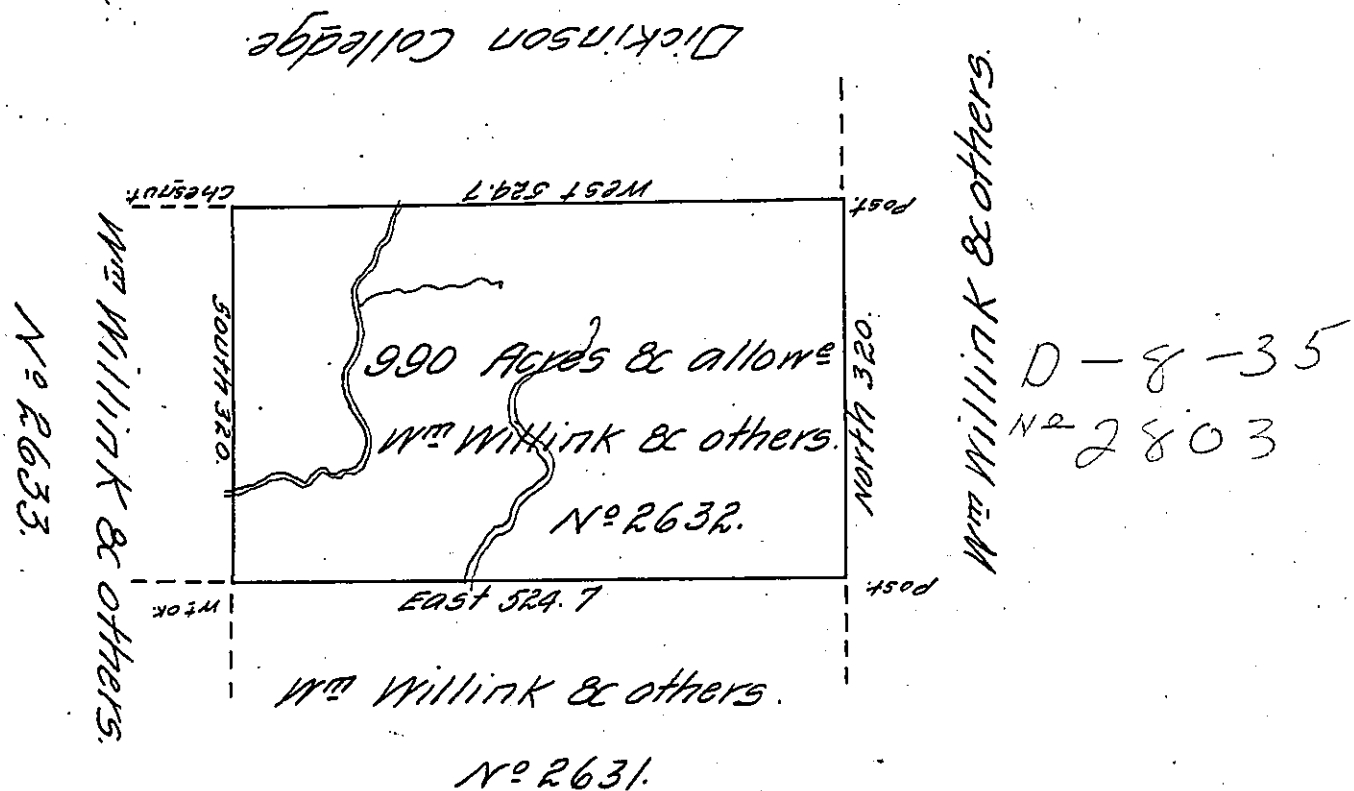 Dickinson Colledge.
Chesnut.
West 524.7
Post.
South 320.
990 Acres & allowᵉ
Wᵐ Willink & others.
Nº 2632.
North 320.
Wᵐ Willink & others.
Nº 2633.
Wᵐ Willink & others.
D-8-35
Nº 2803
Wᵗ ok.
East 524.7
Post.
Wᵐ Willink & others.
Nº 2631.